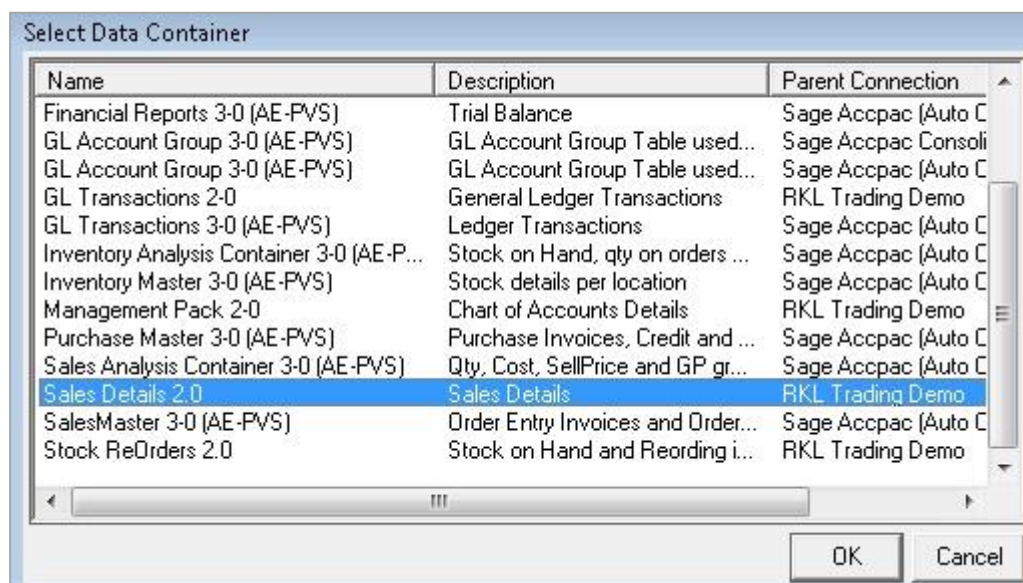 Select Data Container
Name Description Parent Connection
Financial Reports 3-0 (AE-PVS) Trial Balance Sage Accpac (Auto C
GL Account Group 3-0 (AE-PVS) GL Account Group Table used... Sage Accpac Consoli
GL Account Group 3-0 (AE-PVS) GL Account Group Table used... Sage Accpac (Auto C
GL Transactions 2-0 General Ledger Transactions RKL Trading Demo
GL Transactions 3-0 (AE-PVS) Ledger Transactions Sage Accpac (Auto C
Inventory Analysis Container 3-0 (AE-P... Stock on Hand, qty on orders ... Sage Accpac (Auto C
Inventory Master 3-0 (AE-PVS) Stock details per location Sage Accpac (Auto C
Management Pack 2-0 Chart of Accounts Details RKL Trading Demo
Purchase Master 3-0 (AE-PVS) Purchase Invoices, Credit and ... Sage Accpac (Auto C
Sales Analysis Container 3-0 (AE-PVS) Qty, Cost, SellPrice and GP gr... Sage Accpac (Auto C
Sales Details 2.0 Sales Details RKL Trading Demo
SalesMaster 3-0 (AE-PVS) Order Entry Invoices and Order... Sage Accpac (Auto C
Stock ReOrders 2.0 Stock on Hand and Reording i... RKL Trading Demo
OK Cancel